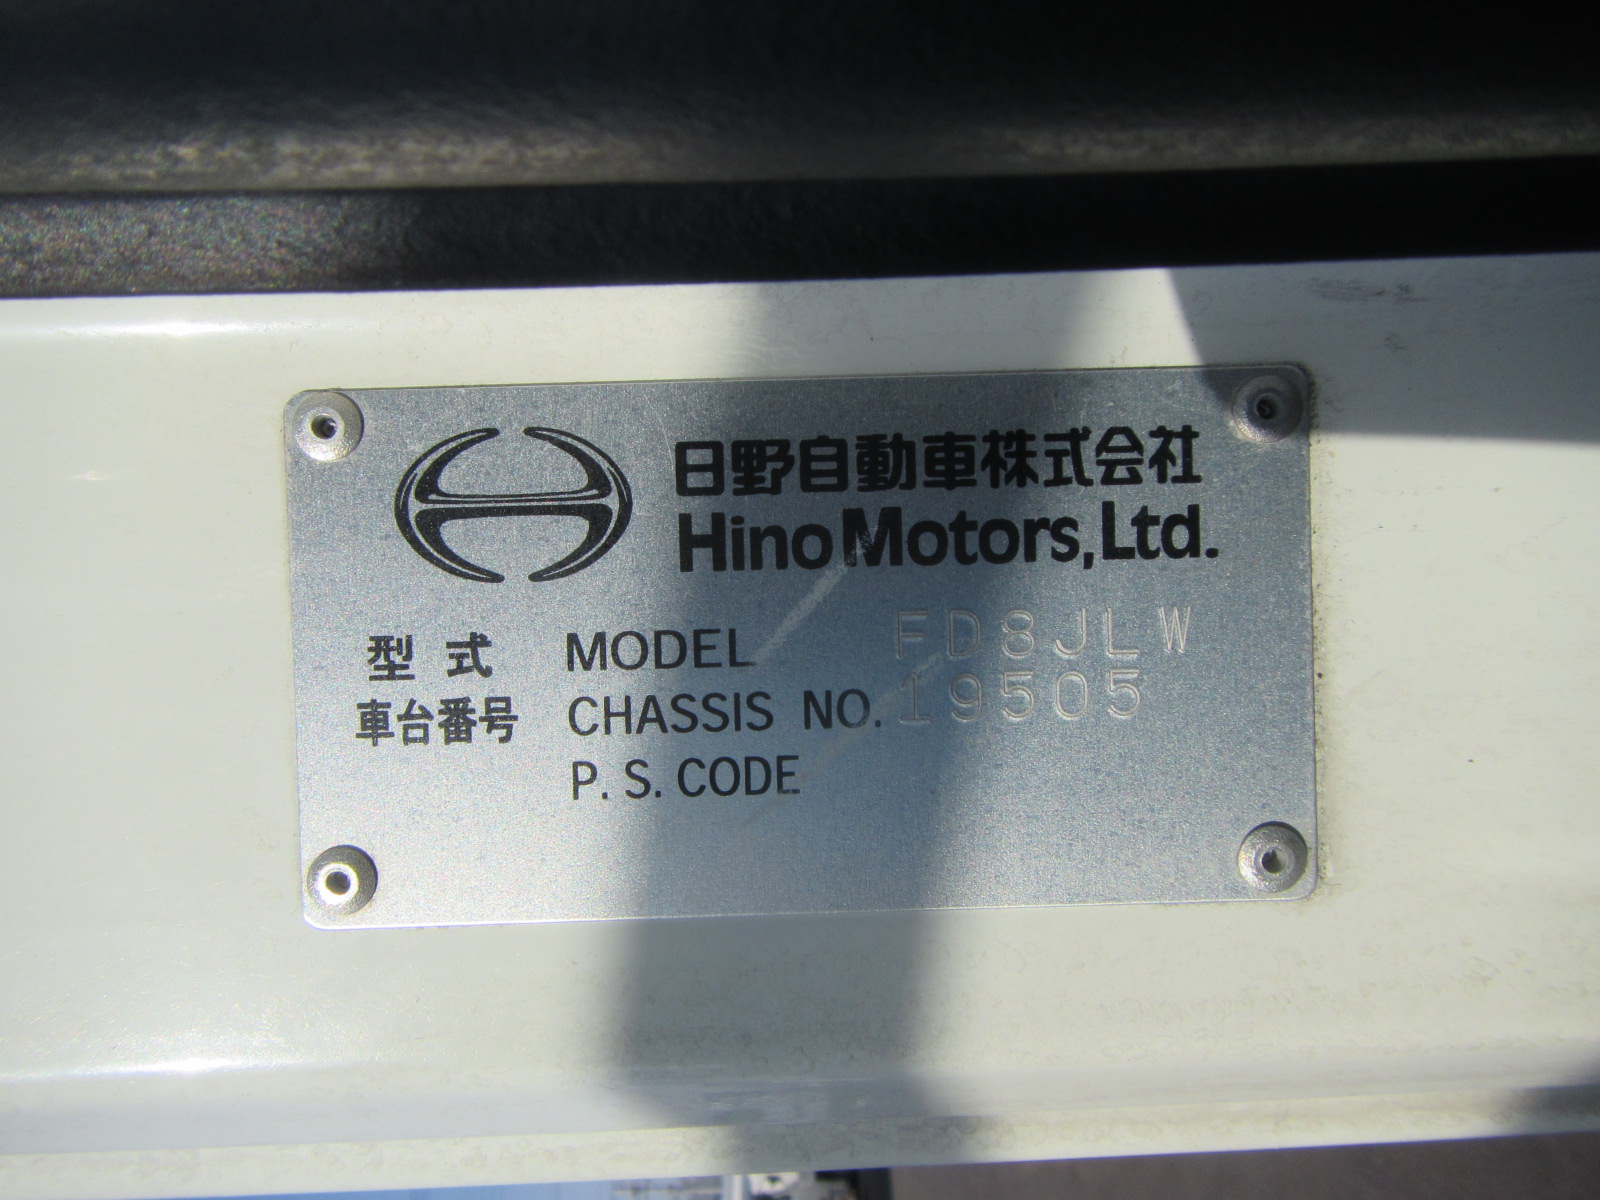 日野自動車株式会社
Hino Motors, Ltd.
型式 MODEL FD8JLW
車台番号 CHASSIS NO. 19505
P. S. CODE